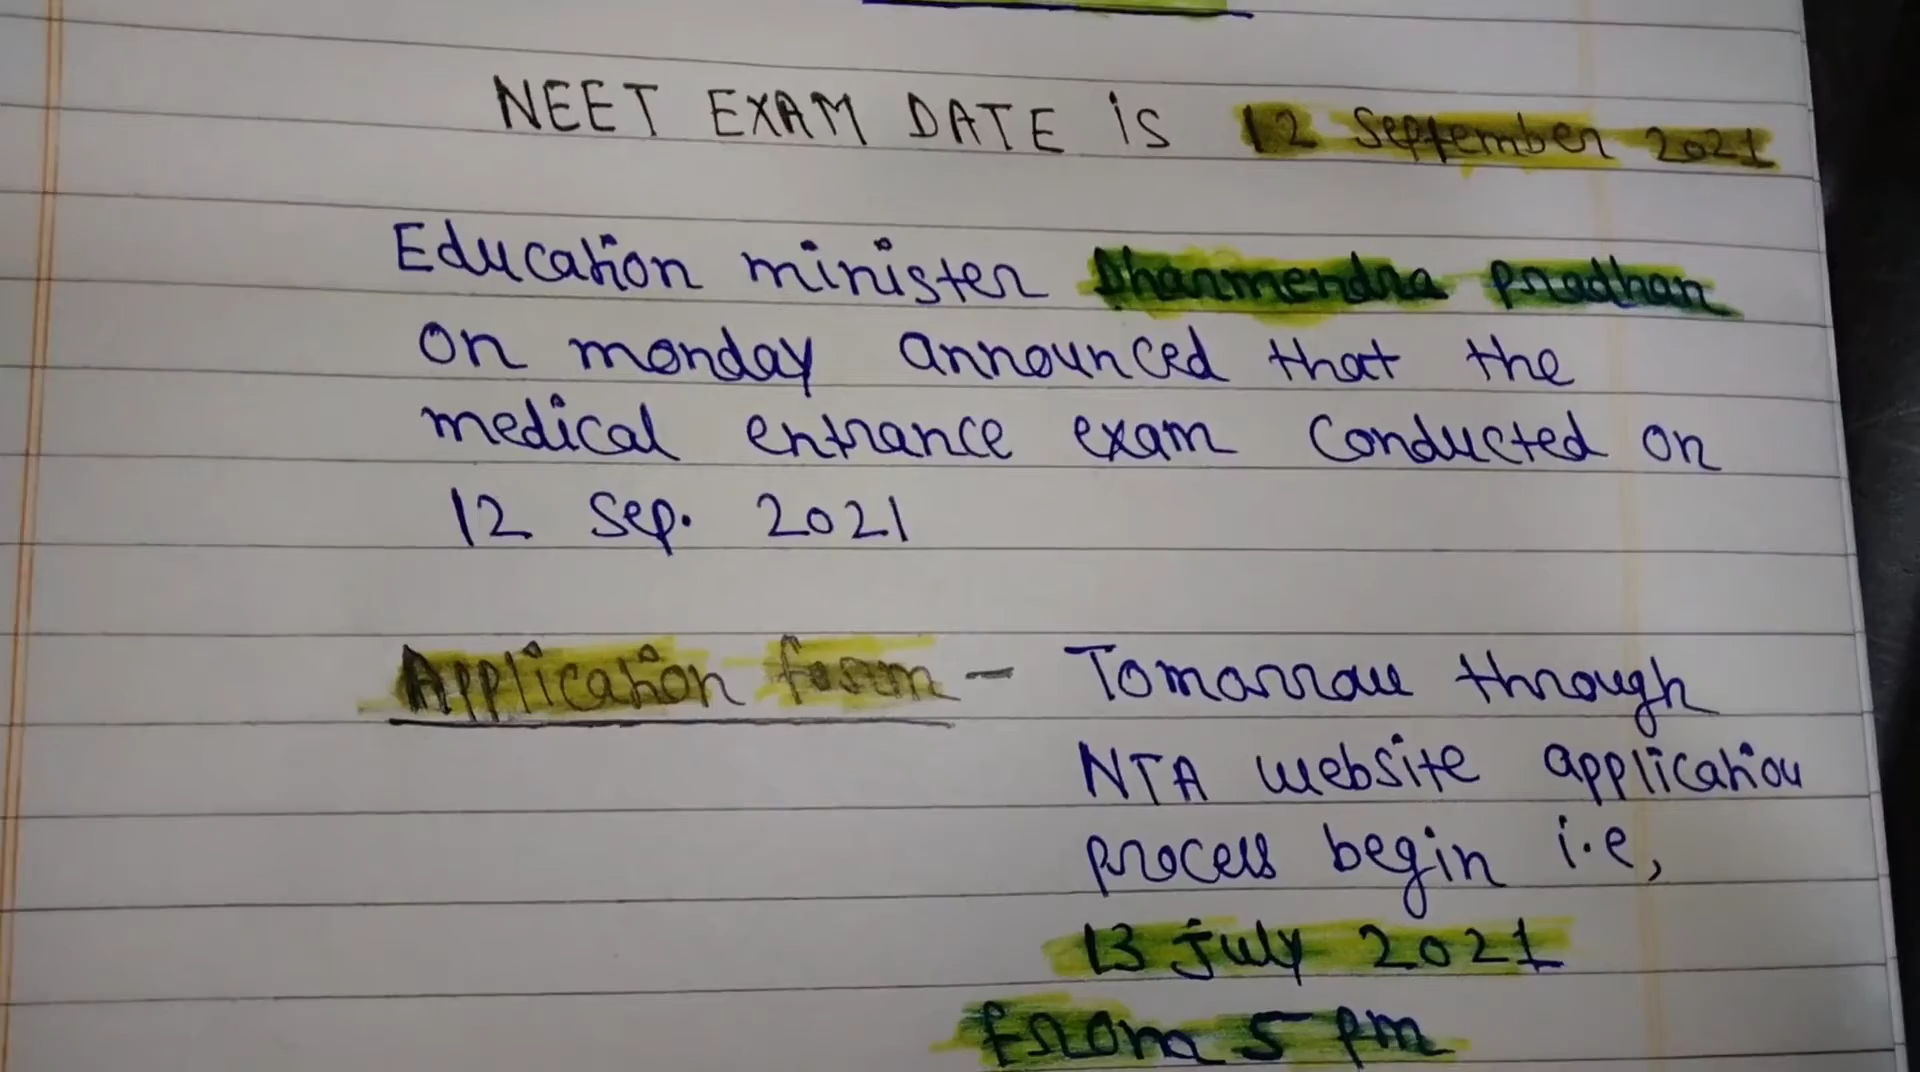 NEET EXAM DATE is 12 September 2021
Education minister Dharmendra pradhan
on monday announced that the
medical entrance exam conducted on
12 Sep. 2021
Application form - Tomorrow through
NTA website application
process begin i.e,
13 July 2021
From 5 pm